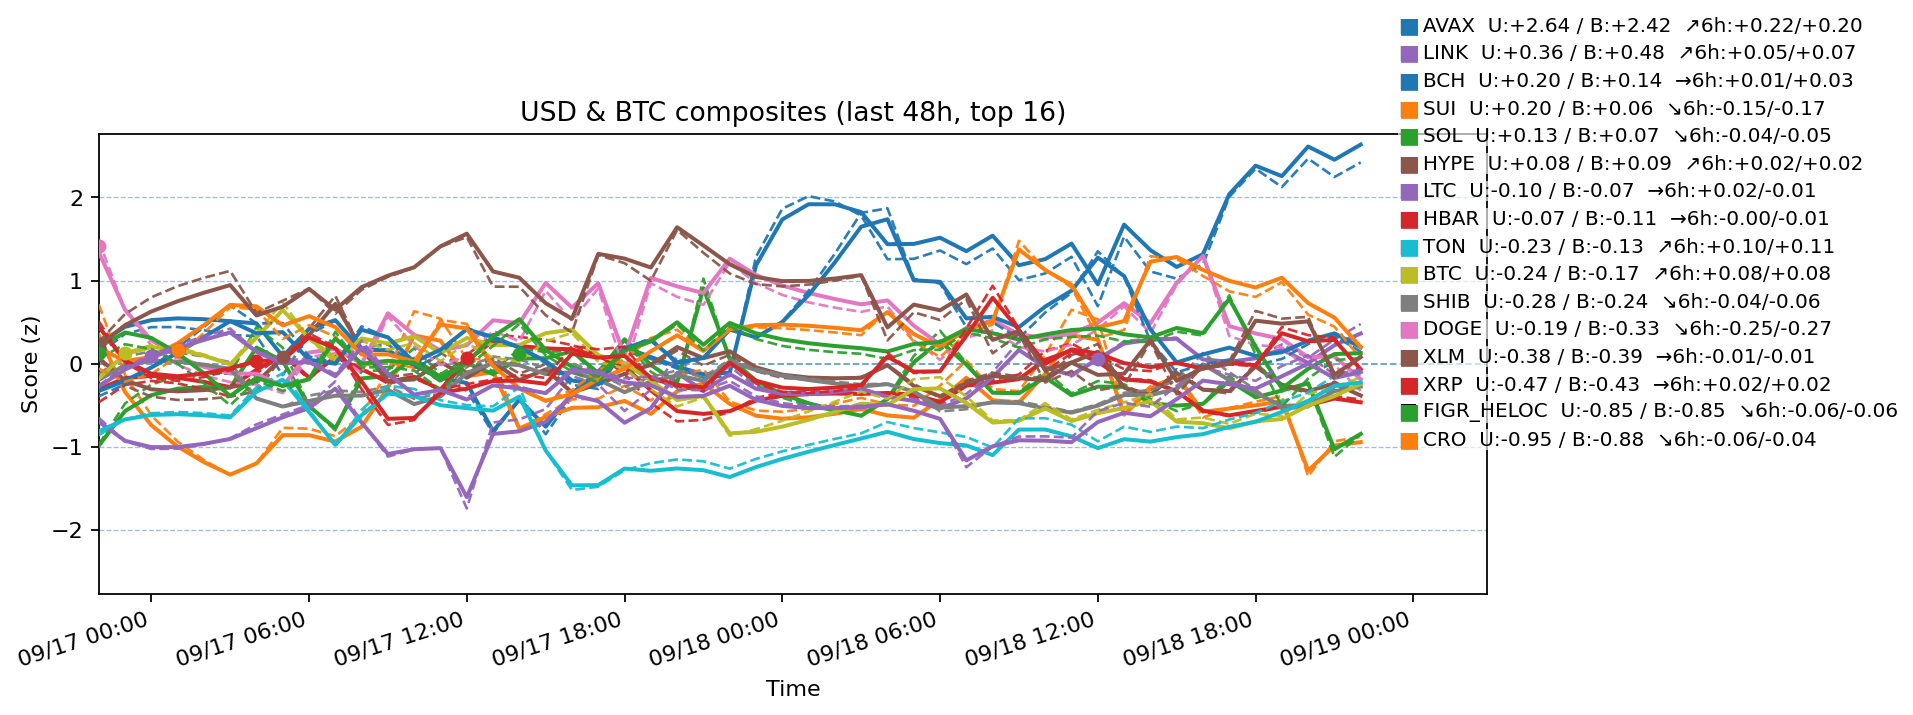 AVAX  U:+2.64 / B:+2.42  ↗6h:+0.22/+0.20
LINK  U:+0.36 / B:+0.48  ↗6h:+0.05/+0.07
BCH  U:+0.20 / B:+0.14  →6h:+0.01/+0.03
SUI  U:+0.20 / B:+0.06  ↘6h:-0.15/-0.17
SOL  U:+0.13 / B:+0.07  ↘6h:-0.04/-0.05
HYPE  U:+0.08 / B:+0.09  ↗6h:+0.02/+0.02
LTC  U:-0.10 / B:-0.07  →6h:+0.02/-0.01
HBAR  U:-0.07 / B:-0.11  →6h:-0.00/-0.01
TON  U:-0.23 / B:-0.13  ↗6h:+0.10/+0.11
BTC  U:-0.24 / B:-0.17  ↗6h:+0.08/+0.08
SHIB  U:-0.28 / B:-0.24  ↘6h:-0.04/-0.06
DOGE  U:-0.19 / B:-0.33  ↘6h:-0.25/-0.27
XLM  U:-0.38 / B:-0.39  →6h:-0.01/-0.01
XRP  U:-0.47 / B:-0.43  →6h:+0.02/+0.02
FIGR_HELOC  U:-0.85 / B:-0.85  ↘6h:-0.06/-0.06
CRO  U:-0.95 / B:-0.88  ↘6h:-0.06/-0.04
USD & BTC composites (last 48h, top 16)
Score (z)
2
1
0
−1
−2
09/17 00:00
09/17 06:00
09/17 12:00
09/17 18:00
09/18 00:00
09/18 06:00
09/18 12:00
09/18 18:00
09/19 00:00
Time